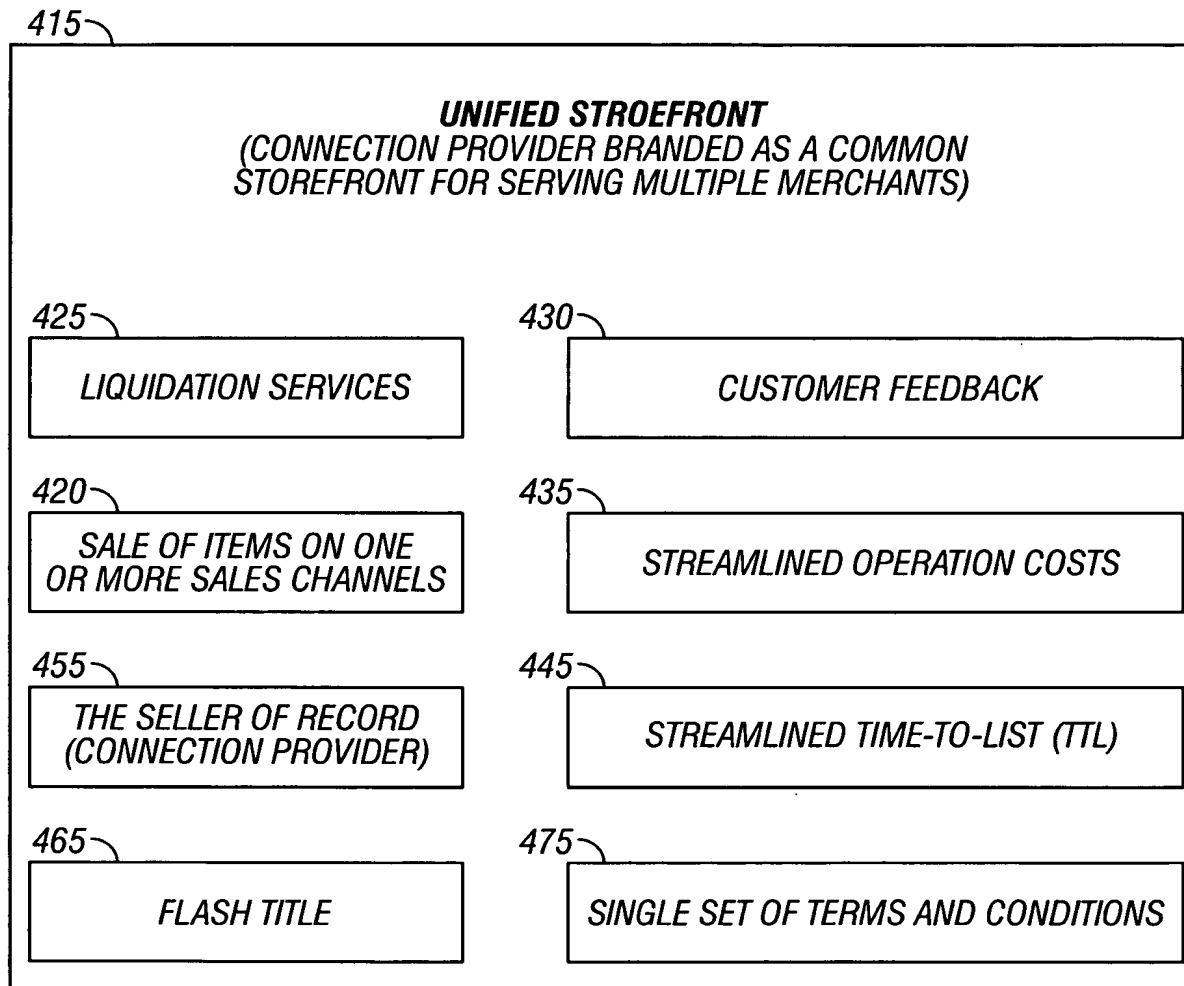 415
UNIFIED STROEFRONT
(CONNECTION PROVIDER BRANDED AS A COMMON
STOREFRONT FOR SERVING MULTIPLE MERCHANTS)
425
LIQUIDATION SERVICES
430
CUSTOMER FEEDBACK
420
SALE OF ITEMS ON ONE
OR MORE SALES CHANNELS
435
STREAMLINED OPERATION COSTS
455
THE SELLER OF RECORD
(CONNECTION PROVIDER)
445
STREAMLINED TIME-TO-LIST (TTL)
465
FLASH TITLE
475
SINGLE SET OF TERMS AND CONDITIONS